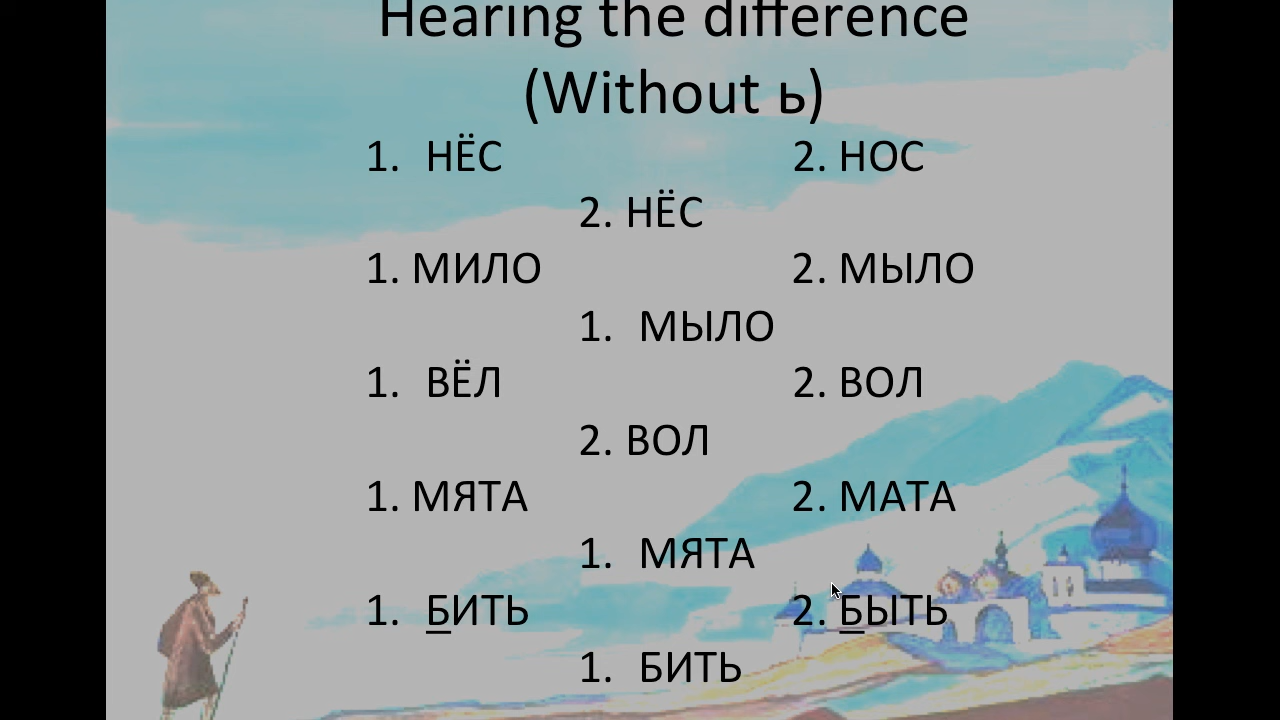 Hearing the difference
(Without ь)
1. НЁС 2. НОС
2. НЁС
1. МИЛО 2. МЫЛО
1. МЫЛО
1. ВЁЛ 2. ВОЛ
2. ВОЛ
1. МЯТА 2. МАТА
1. МЯТА
1. БИТЬ 2. БЫТЬ
1. БИТЬ